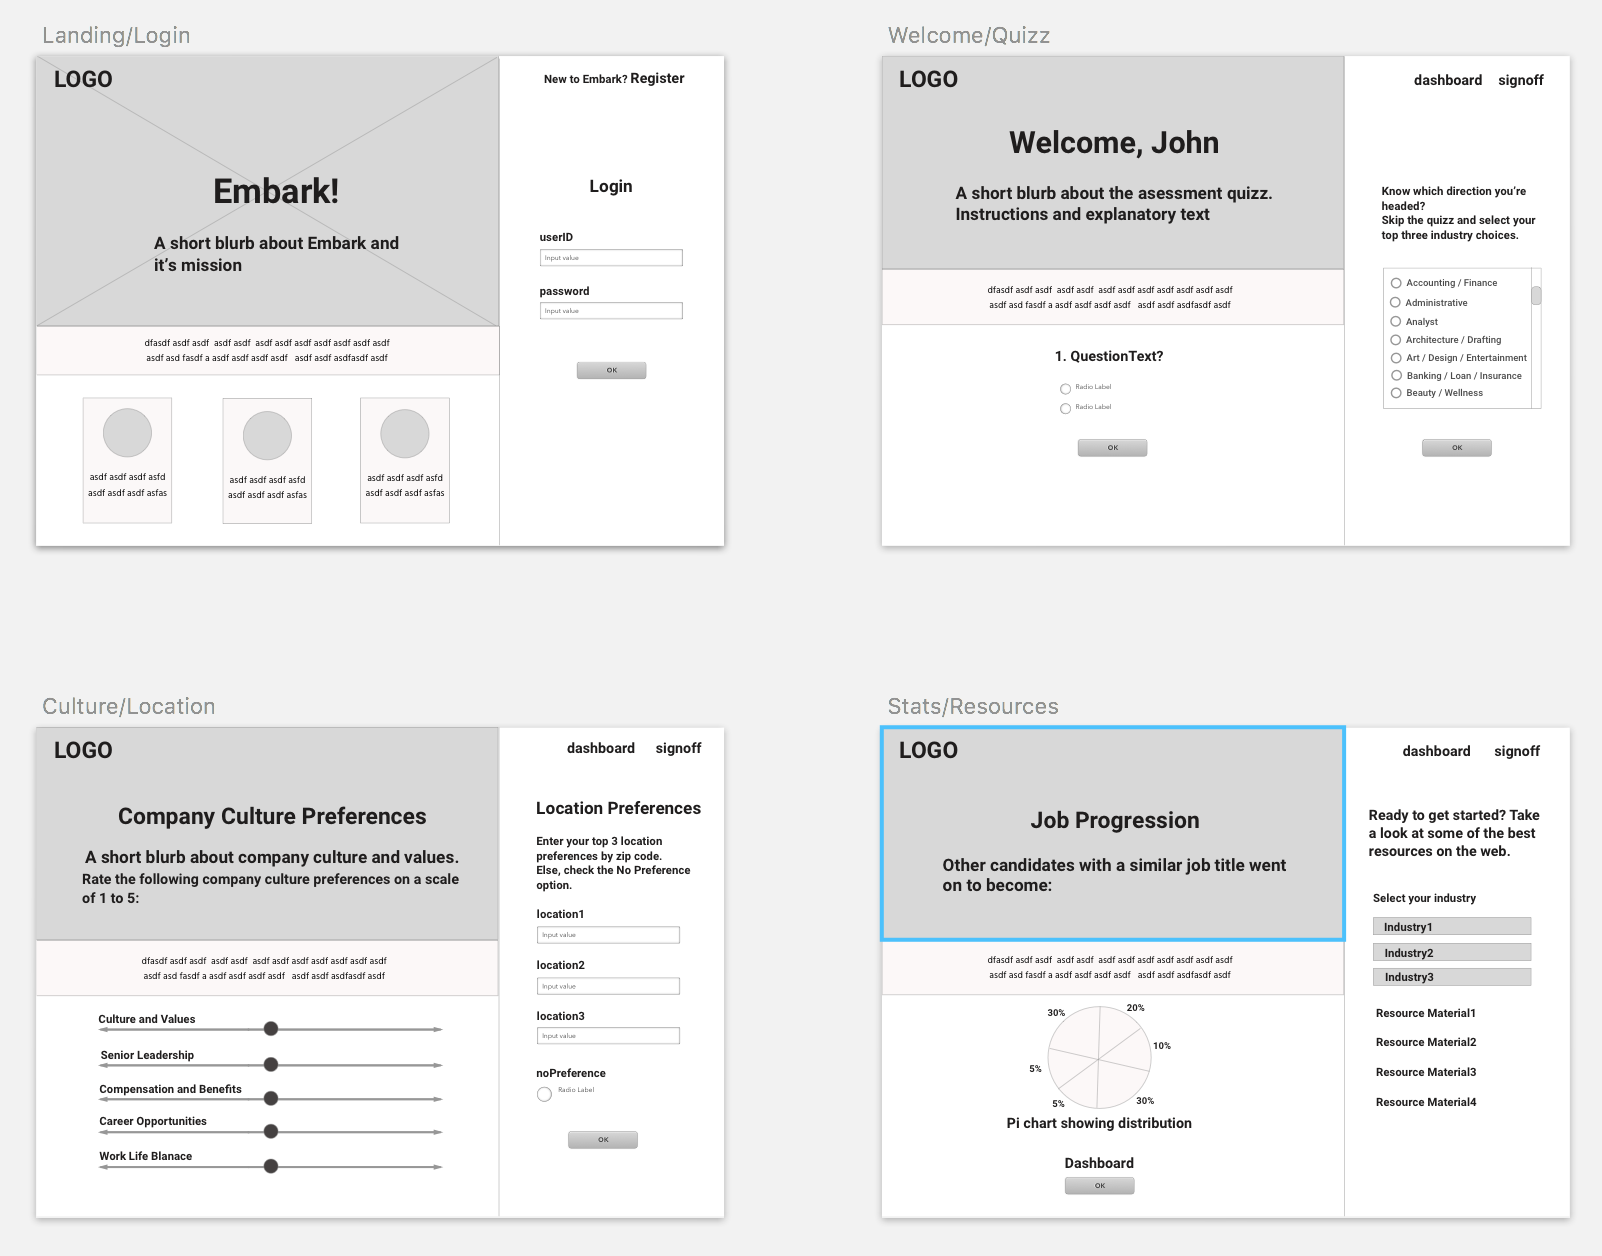 Landing/Login
LOGO
Embark!
A short blurb about Embark and
it's mission
dfasdf asdf asdf  asdf asdf  asdf asdf asdf asdf asdf asdf asdf
asdf asd fasdf a asdf asdf asdf asdf   asdf asdf asdfasdf asdf
asdf asdf asdf asfd
asdf asdf asdf asfas
asdf asdf asdf asfd
asdf asdf asdf asfas
asdf asdf asdf asfd
asdf asdf asdf asfas
New to Embark? Register
Login
userID
Input value
password
Input value
OK
Welcome/Quizz
LOGO
Welcome, John
A short blurb about the asessment quizz.
Instructions and explanatory text
dfasdf asdf asdf  asdf asdf  asdf asdf asdf asdf asdf asdf asdf
asdf asd fasdf a asdf asdf asdf asdf   asdf asdf asdfasdf asdf
1. QuestionText?
Radio Label
Radio Label
OK
dashboard signoff
Know which direction you're
headed?
Skip the quizz and select your
top three industry choices.
Accounting / Finance
Administrative
Analyst
Architecture / Drafting
Art / Design / Entertainment
Banking / Loan / Insurance
Beauty / Wellness
OK
Culture/Location
LOGO
Company Culture Preferences
A short blurb about company culture and values.
Rate the following company culture preferences on a scale
of 1 to 5:
dfasdf asdf asdf  asdf asdf  asdf asdf asdf asdf asdf asdf asdf
asdf asd fasdf a asdf asdf asdf asdf   asdf asdf asdfasdf asdf
Culture and Values
Senior Leadership
Compensation and Benefits
Career Opportunities
Work Life Blanace
dashboard signoff
Location Preferences
Enter your top 3 location
preferences by zip code.
Else, check the No Preference
option.
location1
Input value
location2
Input value
location3
Input value
noPreference
Radio Label
OK
Stats/Resources
LOGO
Job Progression
Other candidates with a similar job title went
on to become:
dfasdf asdf asdf  asdf asdf  asdf asdf asdf asdf asdf asdf asdf
asdf asd fasdf a asdf asdf asdf asdf   asdf asdf asdfasdf asdf
30%
20%
10%
5%
5%
30%
Pi chart showing distribution
Dashboard
OK
dashboard signoff
Ready to get started? Take
a look at some of the best
resources on the web.
Select your industry
Industry1
Industry2
Industry3
Resource Material1
Resource Material2
Resource Material3
Resource Material4